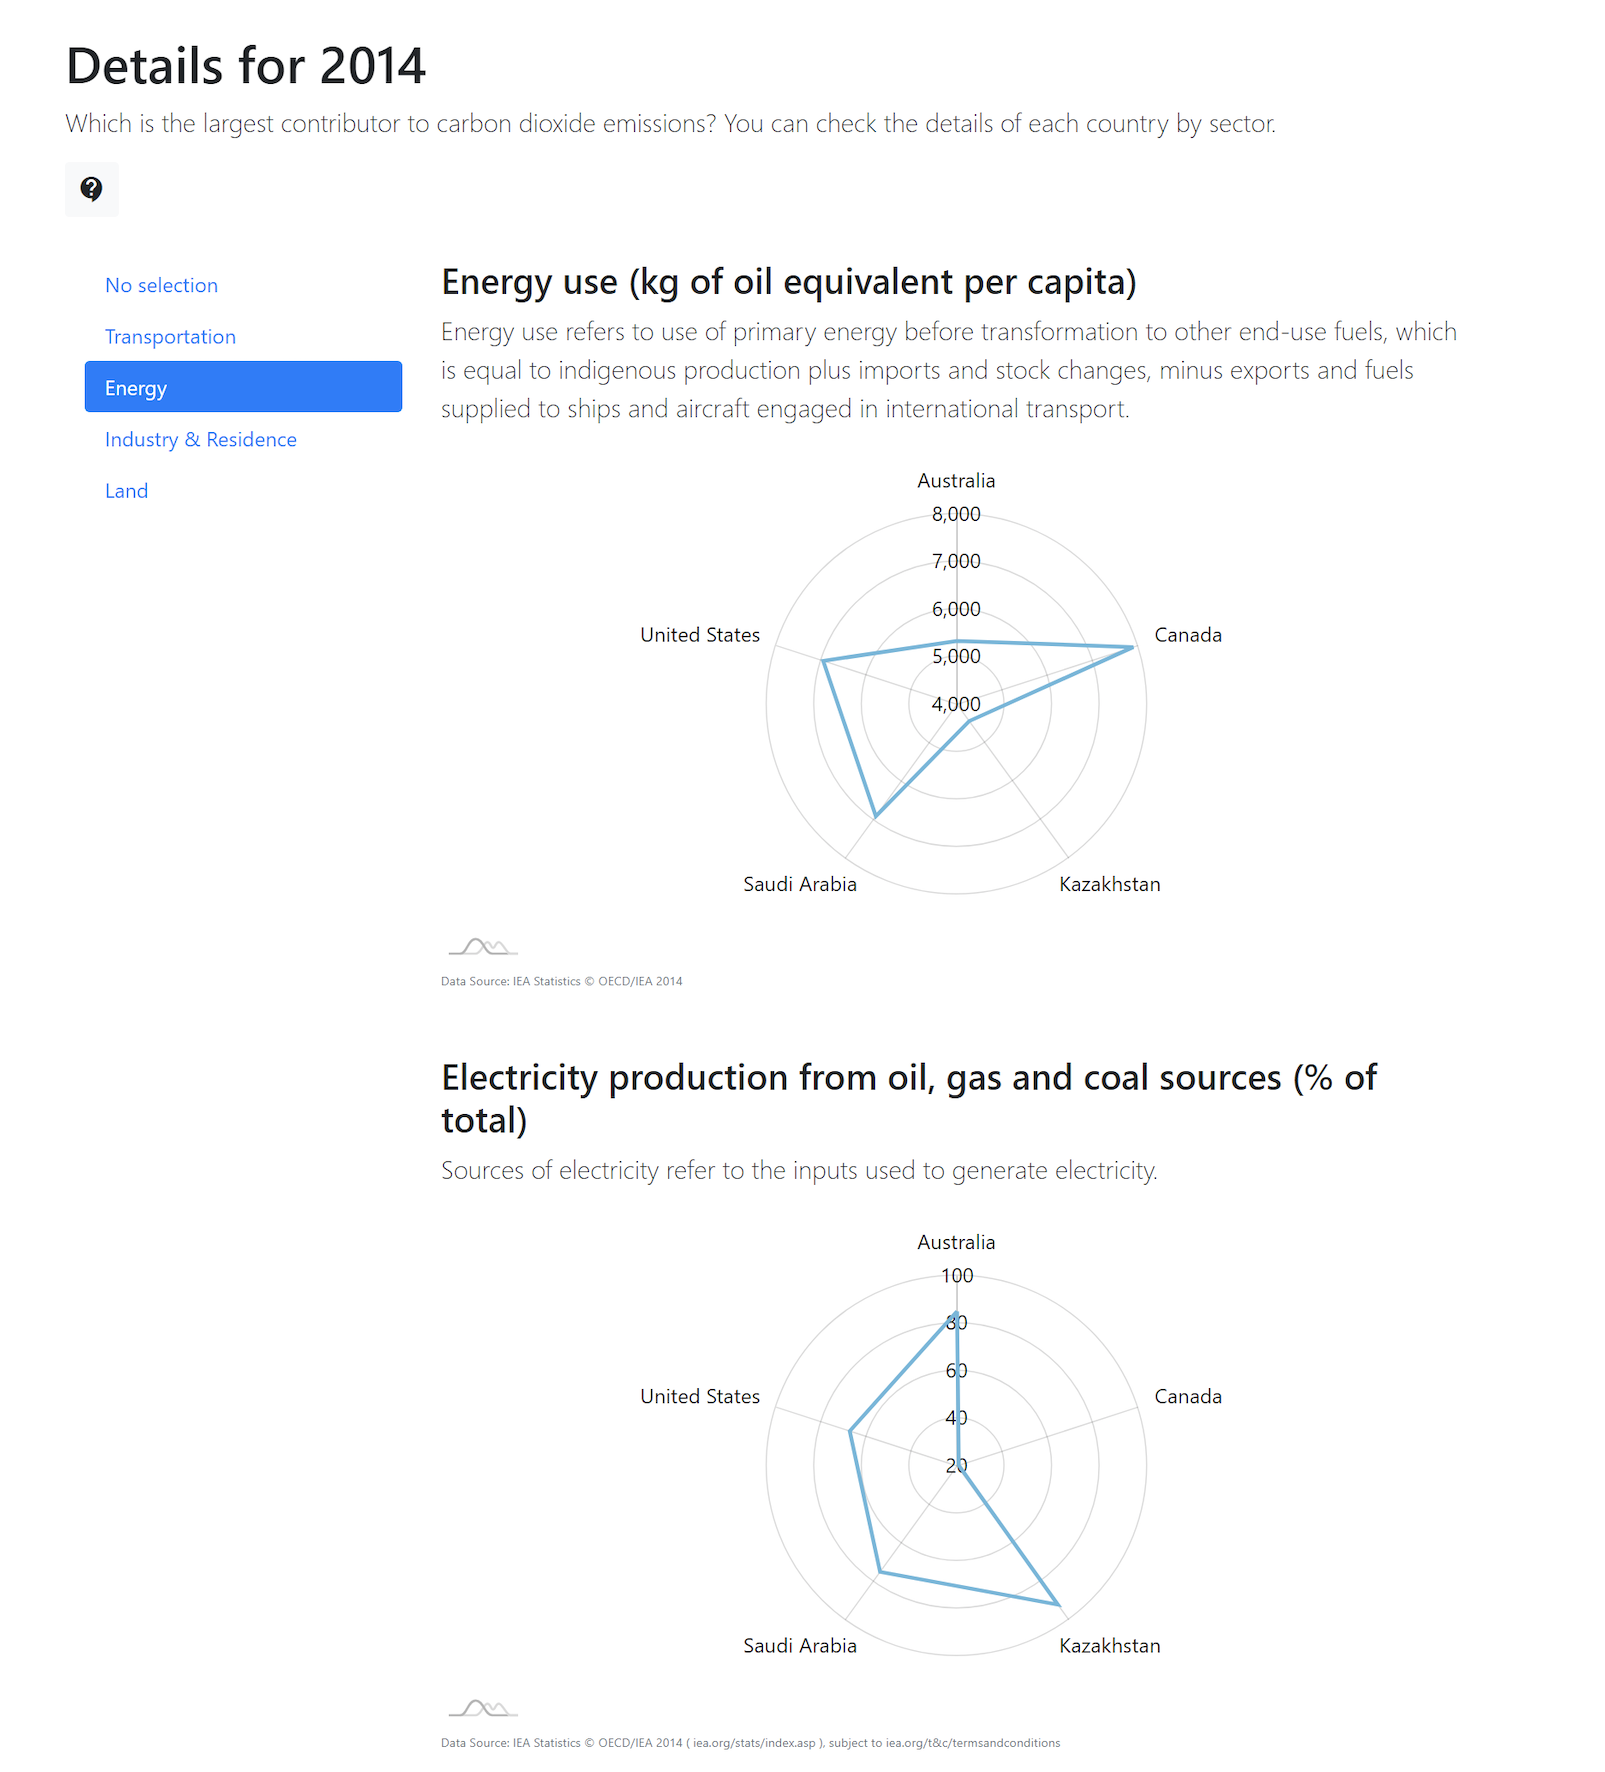 Details for 2014
Which is the largest contributor to carbon dioxide emissions? You can check the details of each country by sector.
No selection
Transportation
Energy
Industry & Residence
Land
Energy use (kg of oil equivalent per capita)
Energy use refers to use of primary energy before transformation to other end-use fuels, which
is equal to indigenous production plus imports and stock changes, minus exports and fuels
supplied to ships and aircraft engaged in international transport.
Australia
8,000
7,000
6,000
United States
Canada
5,000
4,000
Saudi Arabia
Kazakhstan
Data Source: IEA Statistics © OECD/IEA 2014
Electricity production from oil, gas and coal sources (% of
total)
Sources of electricity refer to the inputs used to generate electricity.
Australia
100
80
60
United States
Canada
40
20
Saudi Arabia
Kazakhstan
Data Source: IEA Statistics © OECD/IEA 2014 ( iea.org/stats/index.asp ), subject to iea.org/t&c/termsandconditions